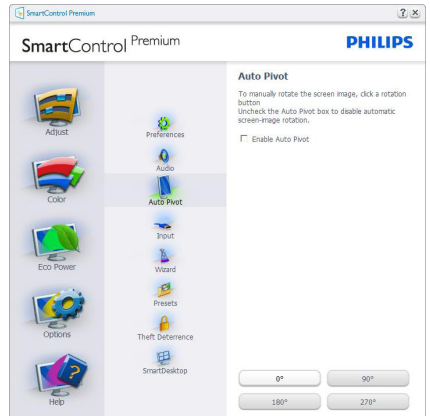 SmartControl Premium
SmartControl Premium
PHILIPS
Adjust
Color
Eco Power
Options
Help
Preferences
Audio
Auto Pivot
Input
Wizard
Presets
Theft Deterrence
SmartDesktop
Auto Pivot
To manually rotate the screen image, click a rotation
button
Uncheck the Auto Pivot box to disable automatic
screen-image rotation.
Enable Auto Pivot
0°
90°
180°
270°